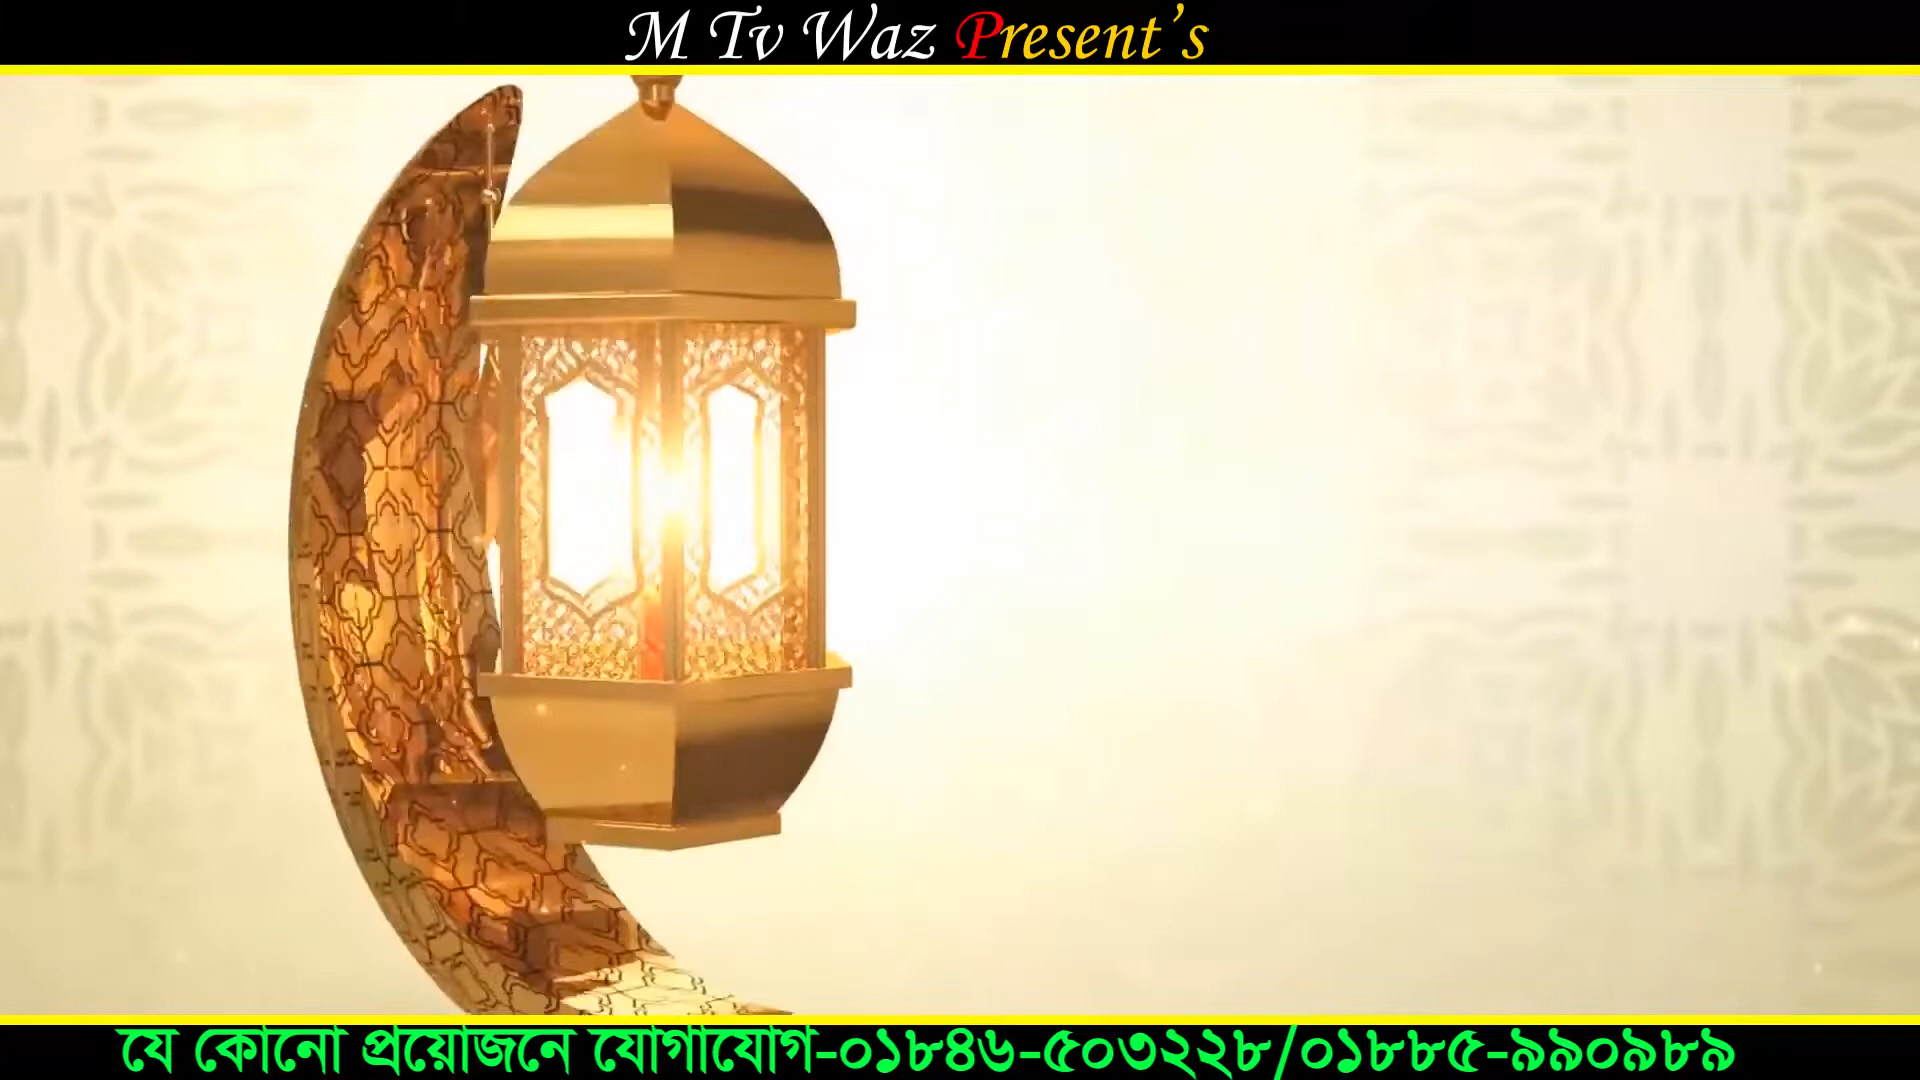 M Tv Waz Present’s
যে কোনো প্রয়োজনে যোগাযোগ-০১৮৪৬-৫০৩২২৮/০১৮৮৫-৯৯০৯৮৯